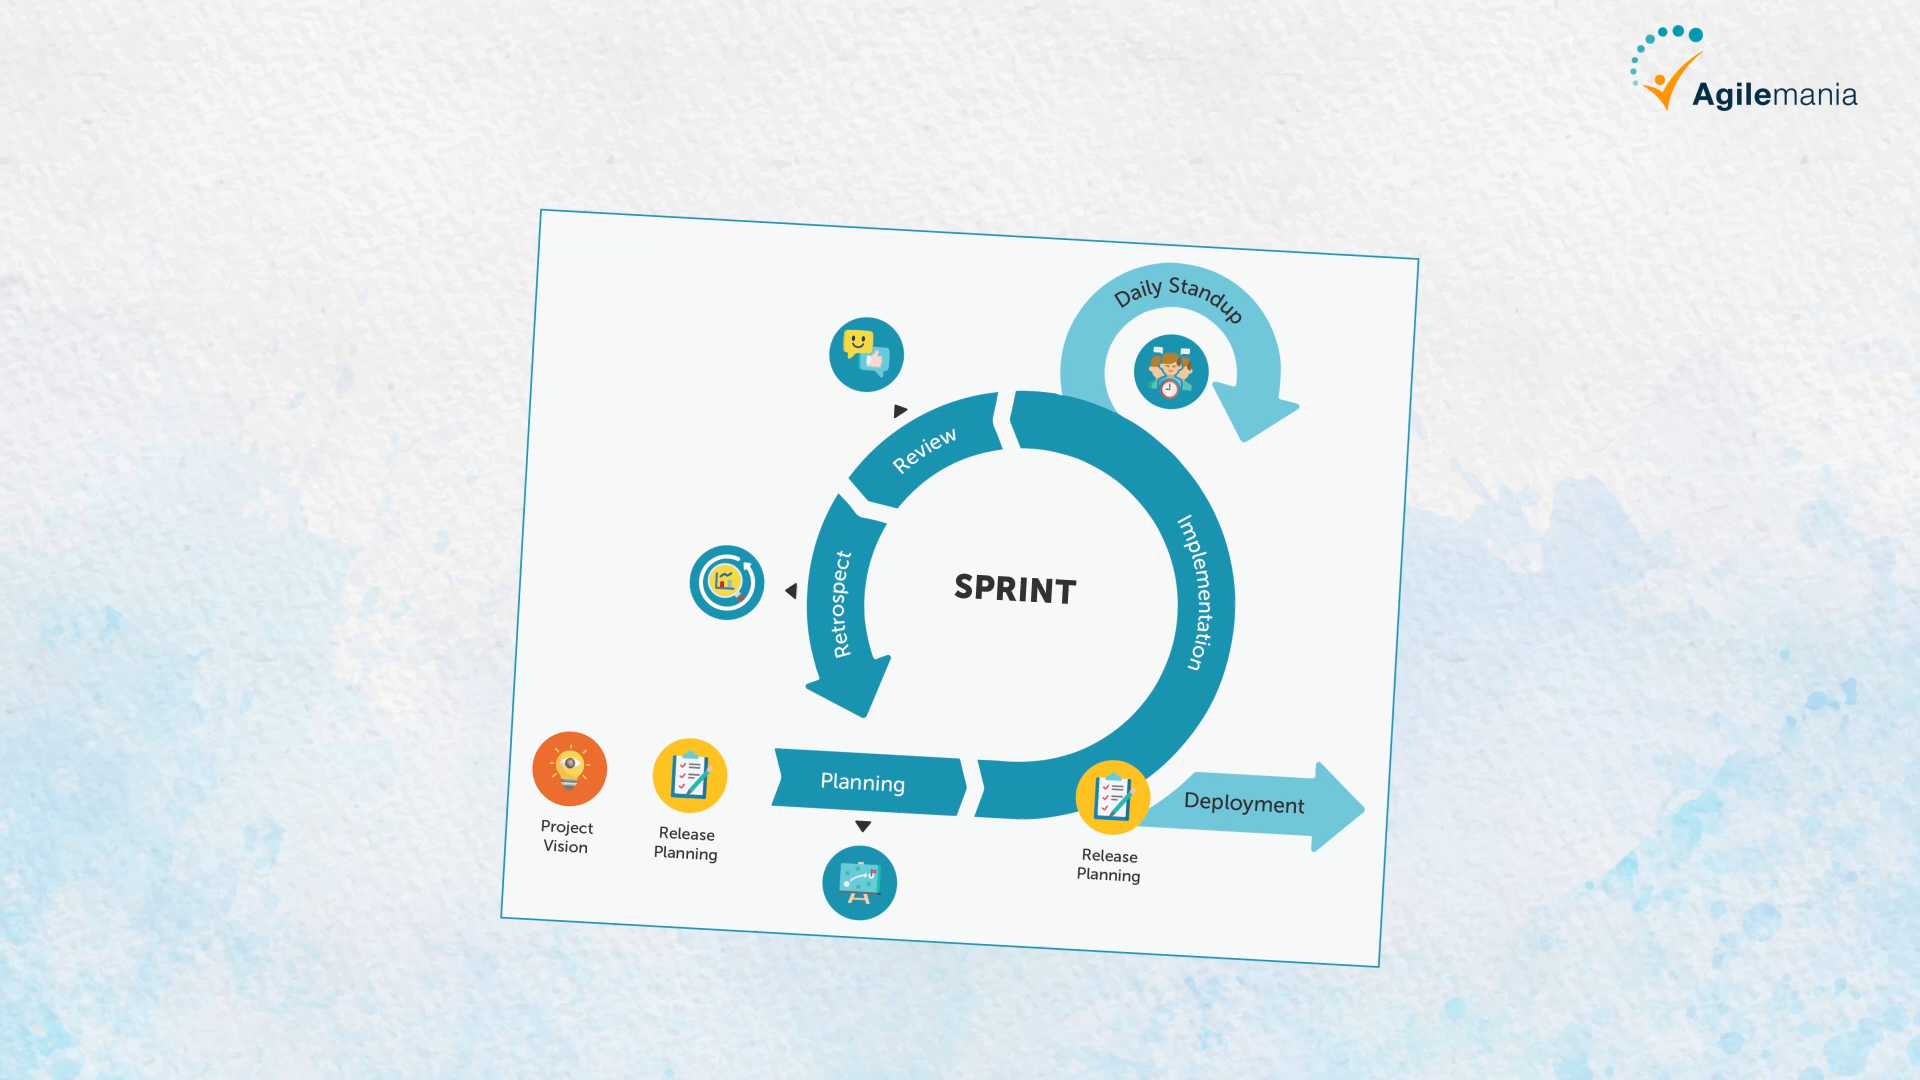 Agilemania
Daily Standup
Review
Implementation
SPRINT
Retrospect
Planning
Deployment
Project
Vision
Release
Planning
Release
Planning